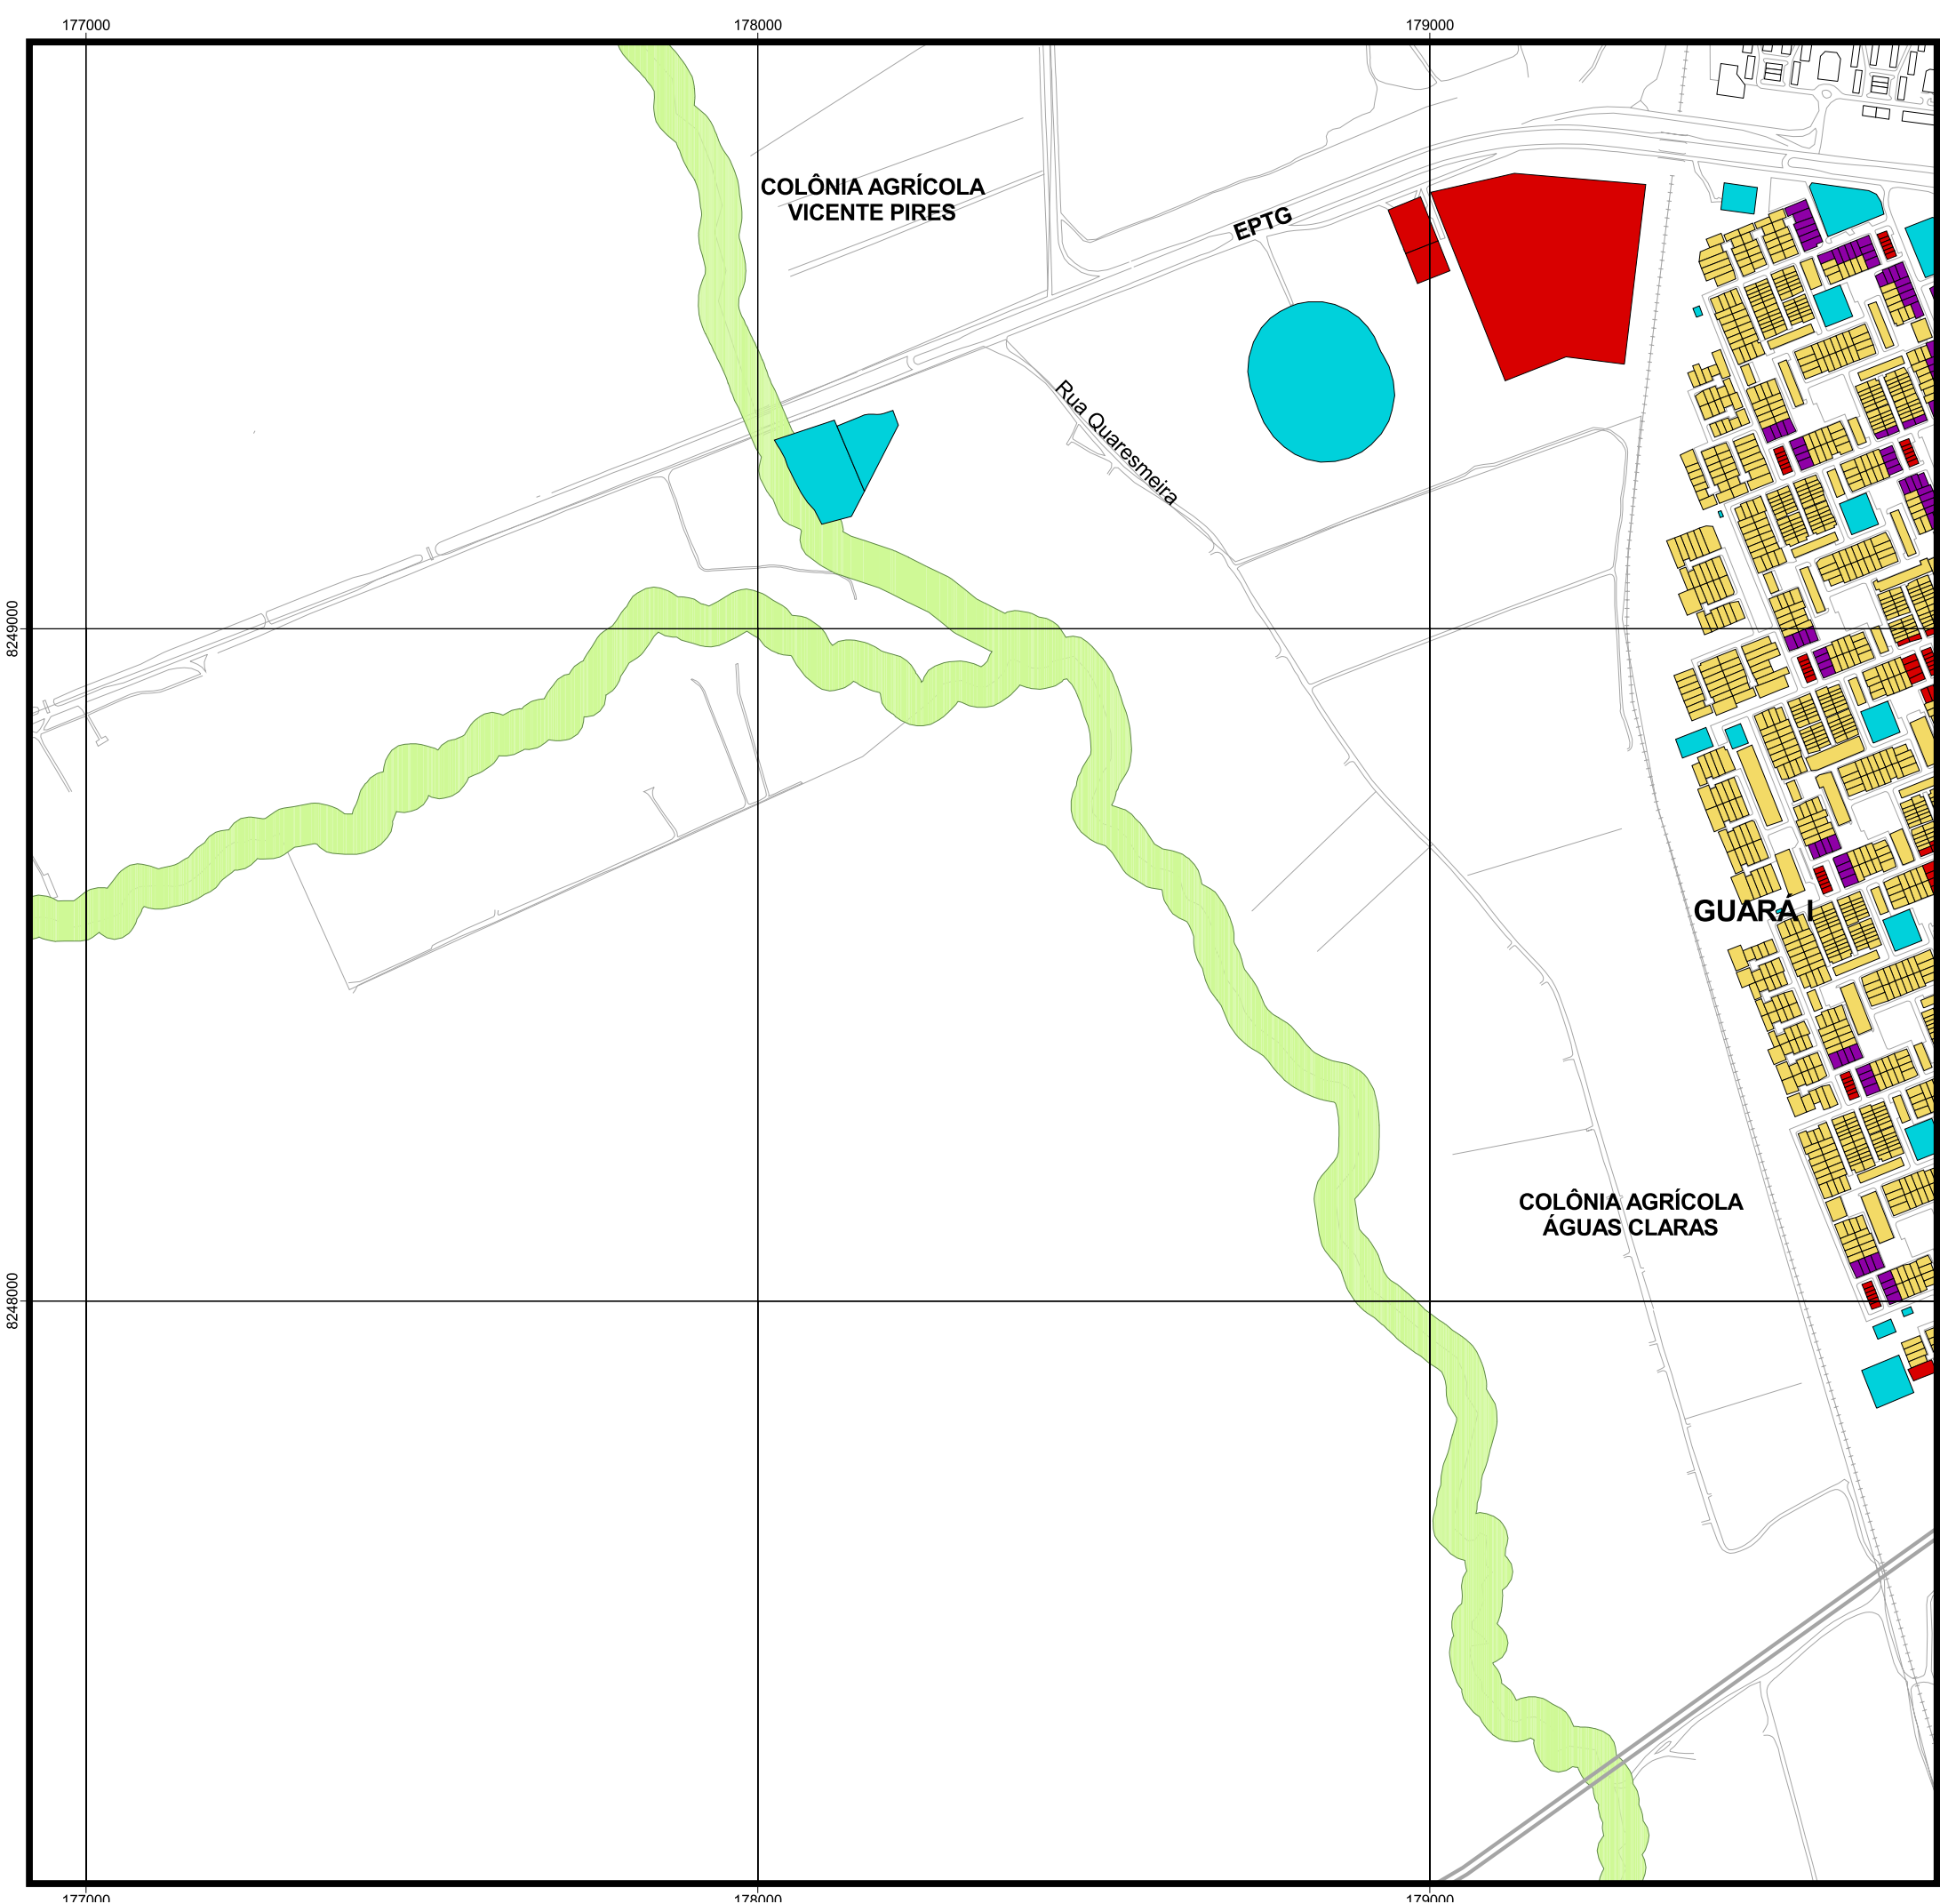 177000
178000
179000
COLÔNIA AGRÍCOLA
VICENTE PIRES
EPTG
Rua Quaresmeira
8249000
GUARÁ I
COLÔNIA AGRÍCOLA
ÁGUAS CLARAS
8248000
177000
178000
179000